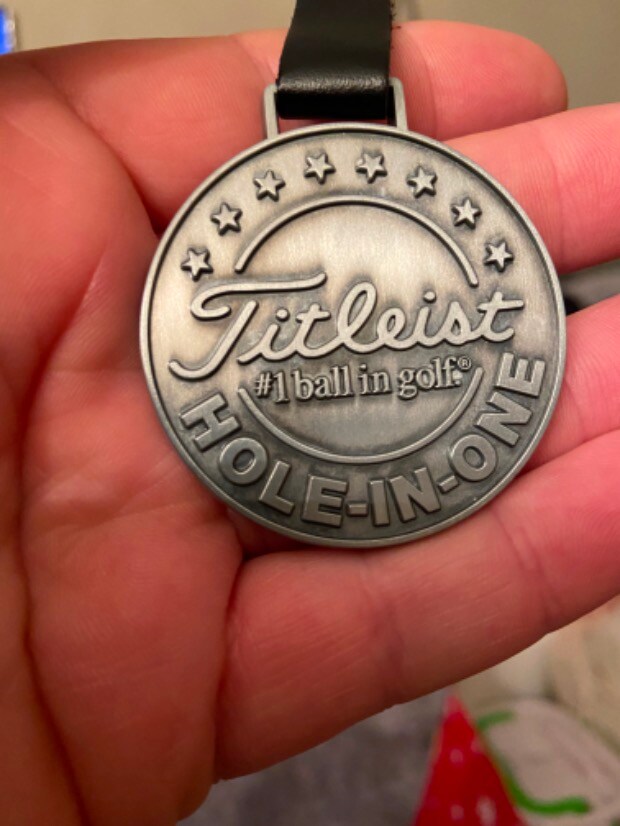 Titleist
#1 ball in golf.®
HOLE-IN-ONE